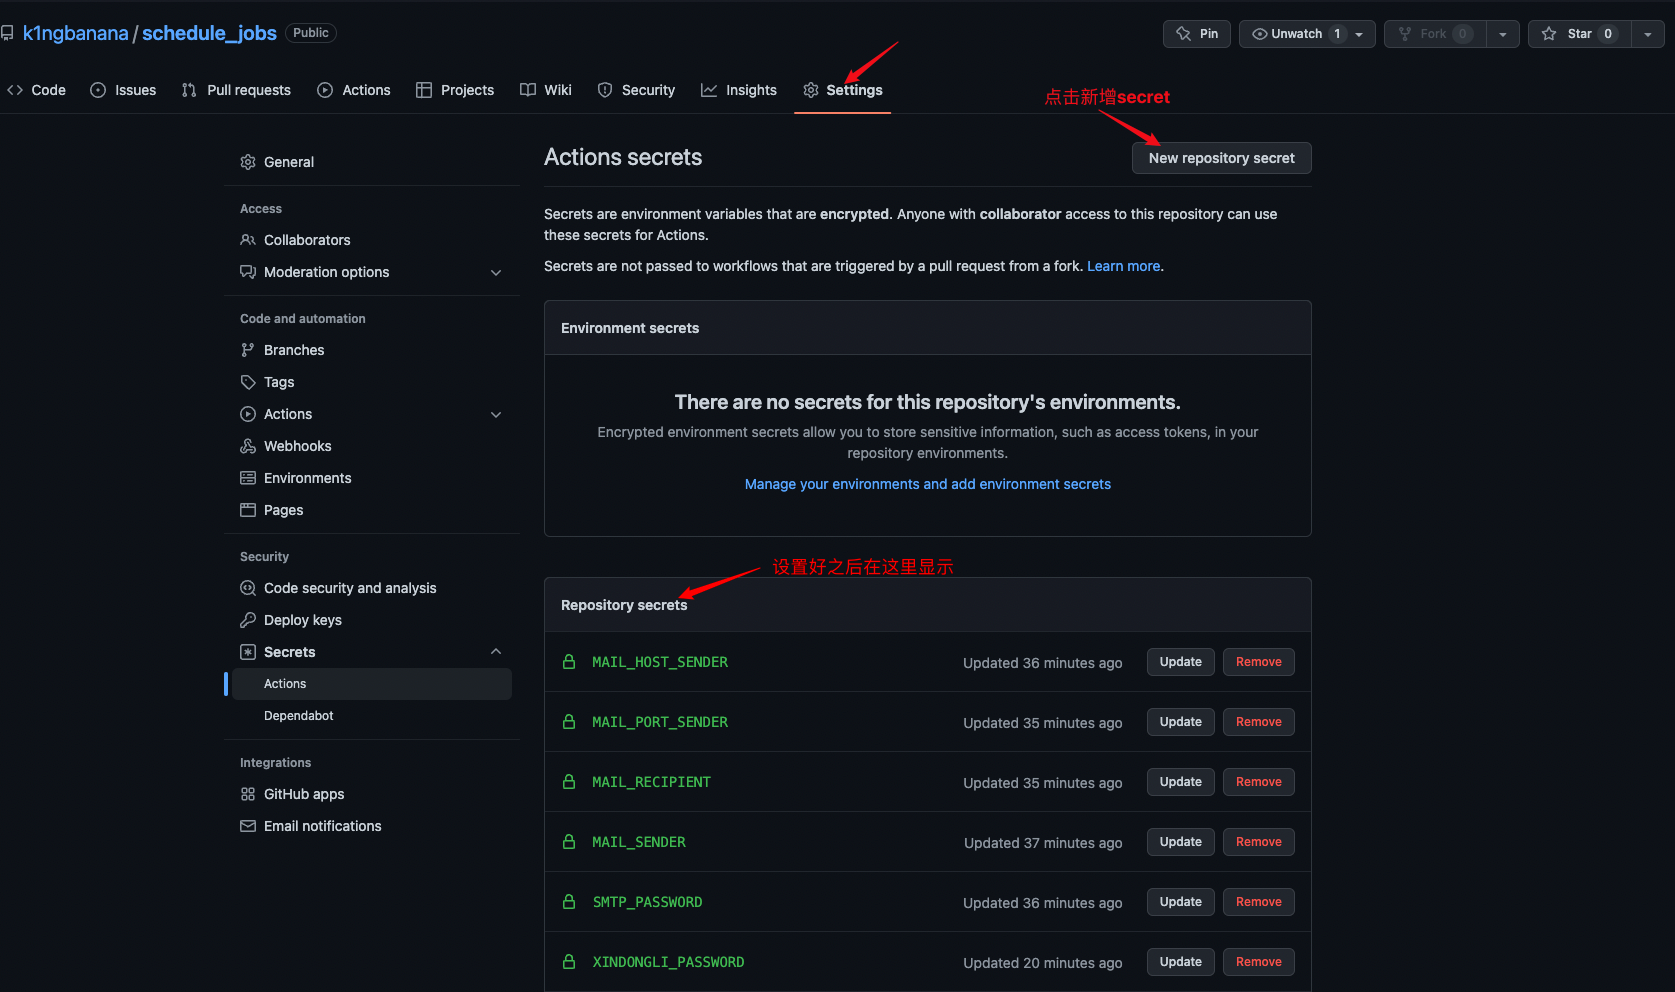 k1ngbanana / schedule_jobs Public
Pin
Unwatch 1
Fork 0
Star 0
Code
Issues
Pull requests
Actions
Projects
Wiki
Security
Insights
Settings
点击新增secret
General
Access
Collaborators
Moderation options
Code and automation
Branches
Tags
Actions
Webhooks
Environments
Pages
Security
Code security and analysis
Deploy keys
Secrets
Actions
Dependabot
Integrations
GitHub apps
Email notifications
Actions secrets
New repository secret
Secrets are environment variables that are encrypted. Anyone with collaborator access to this repository can use
these secrets for Actions.
Secrets are not passed to workflows that are triggered by a pull request from a fork. Learn more.
Environment secrets
There are no secrets for this repository's environments.
Encrypted environment secrets allow you to store sensitive information, such as access tokens, in your
repository environments.
Manage your environments and add environment secrets
设置好之后在这里显示
Repository secrets
MAIL_HOST_SENDER Updated 36 minutes ago Update Remove
MAIL_PORT_SENDER Updated 35 minutes ago Update Remove
MAIL_RECIPIENT Updated 35 minutes ago Update Remove
MAIL_SENDER Updated 37 minutes ago Update Remove
SMTP_PASSWORD Updated 36 minutes ago Update Remove
XINDONGLI_PASSWORD Updated 20 minutes ago Update Remove